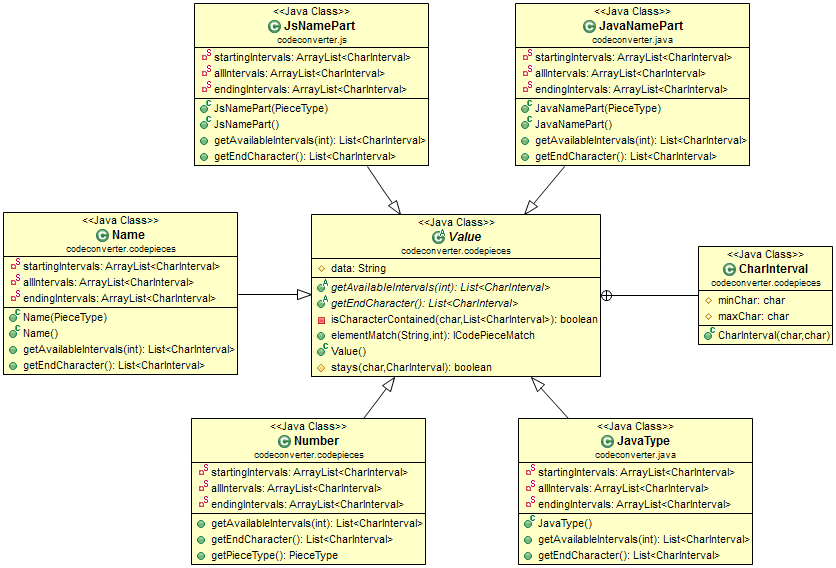 <<Java Class>>
JsNamePart
codeconverter.js
startingIntervals: ArrayList<CharInterval>
allIntervals: ArrayList<CharInterval>
endingIntervals: ArrayList<CharInterval>
JsNamePart(PieceType)
JsNamePart()
getAvailableIntervals(int): List<CharInterval>
getEndCharacter(): List<CharInterval>
<<Java Class>>
JavaNamePart
codeconverter.java
startingIntervals: ArrayList<CharInterval>
allIntervals: ArrayList<CharInterval>
endingIntervals: ArrayList<CharInterval>
JavaNamePart(PieceType)
JavaNamePart()
getAvailableIntervals(int): List<CharInterval>
getEndCharacter(): List<CharInterval>
<<Java Class>>
Name
codeconverter.codepieces
startingIntervals: ArrayList<CharInterval>
allIntervals: ArrayList<CharInterval>
endingIntervals: ArrayList<CharInterval>
Name(PieceType)
Name()
getAvailableIntervals(int): List<CharInterval>
getEndCharacter(): List<CharInterval>
<<Java Class>>
Value
codeconverter.codepieces
data: String
getAvailableIntervals(int): List<CharInterval>
getEndCharacter(): List<CharInterval>
isCharacterContained(char,List<CharInterval>): boolean
elementMatch(String,int): ICodePieceMatch
Value()
stays(char,CharInterval): boolean
<<Java Class>>
CharInterval
codeconverter.codepieces
minChar: char
maxChar: char
CharInterval(char,char)
<<Java Class>>
Number
codeconverter.codepieces
startingIntervals: ArrayList<CharInterval>
allIntervals: ArrayList<CharInterval>
endingIntervals: ArrayList<CharInterval>
getAvailableIntervals(int): List<CharInterval>
getEndCharacter(): List<CharInterval>
getPieceType(): PieceType
<<Java Class>>
JavaType
codeconverter.java
startingIntervals: ArrayList<CharInterval>
allIntervals: ArrayList<CharInterval>
endingIntervals: ArrayList<CharInterval>
JavaType()
getAvailableIntervals(int): List<CharInterval>
getEndCharacter(): List<CharInterval>